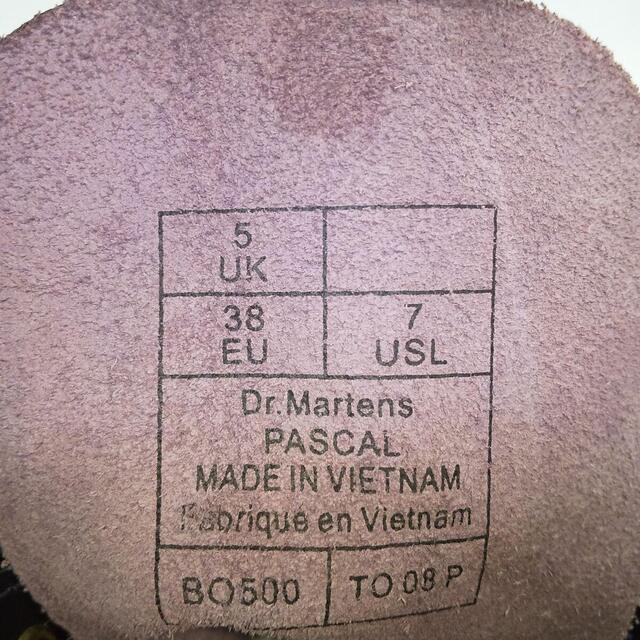 5
UK
38
EU
7
USL
Dr.Martens
PASCAL
MADE IN VIETNAM
Fabrique en Vietnam
BO500
TO 08 P